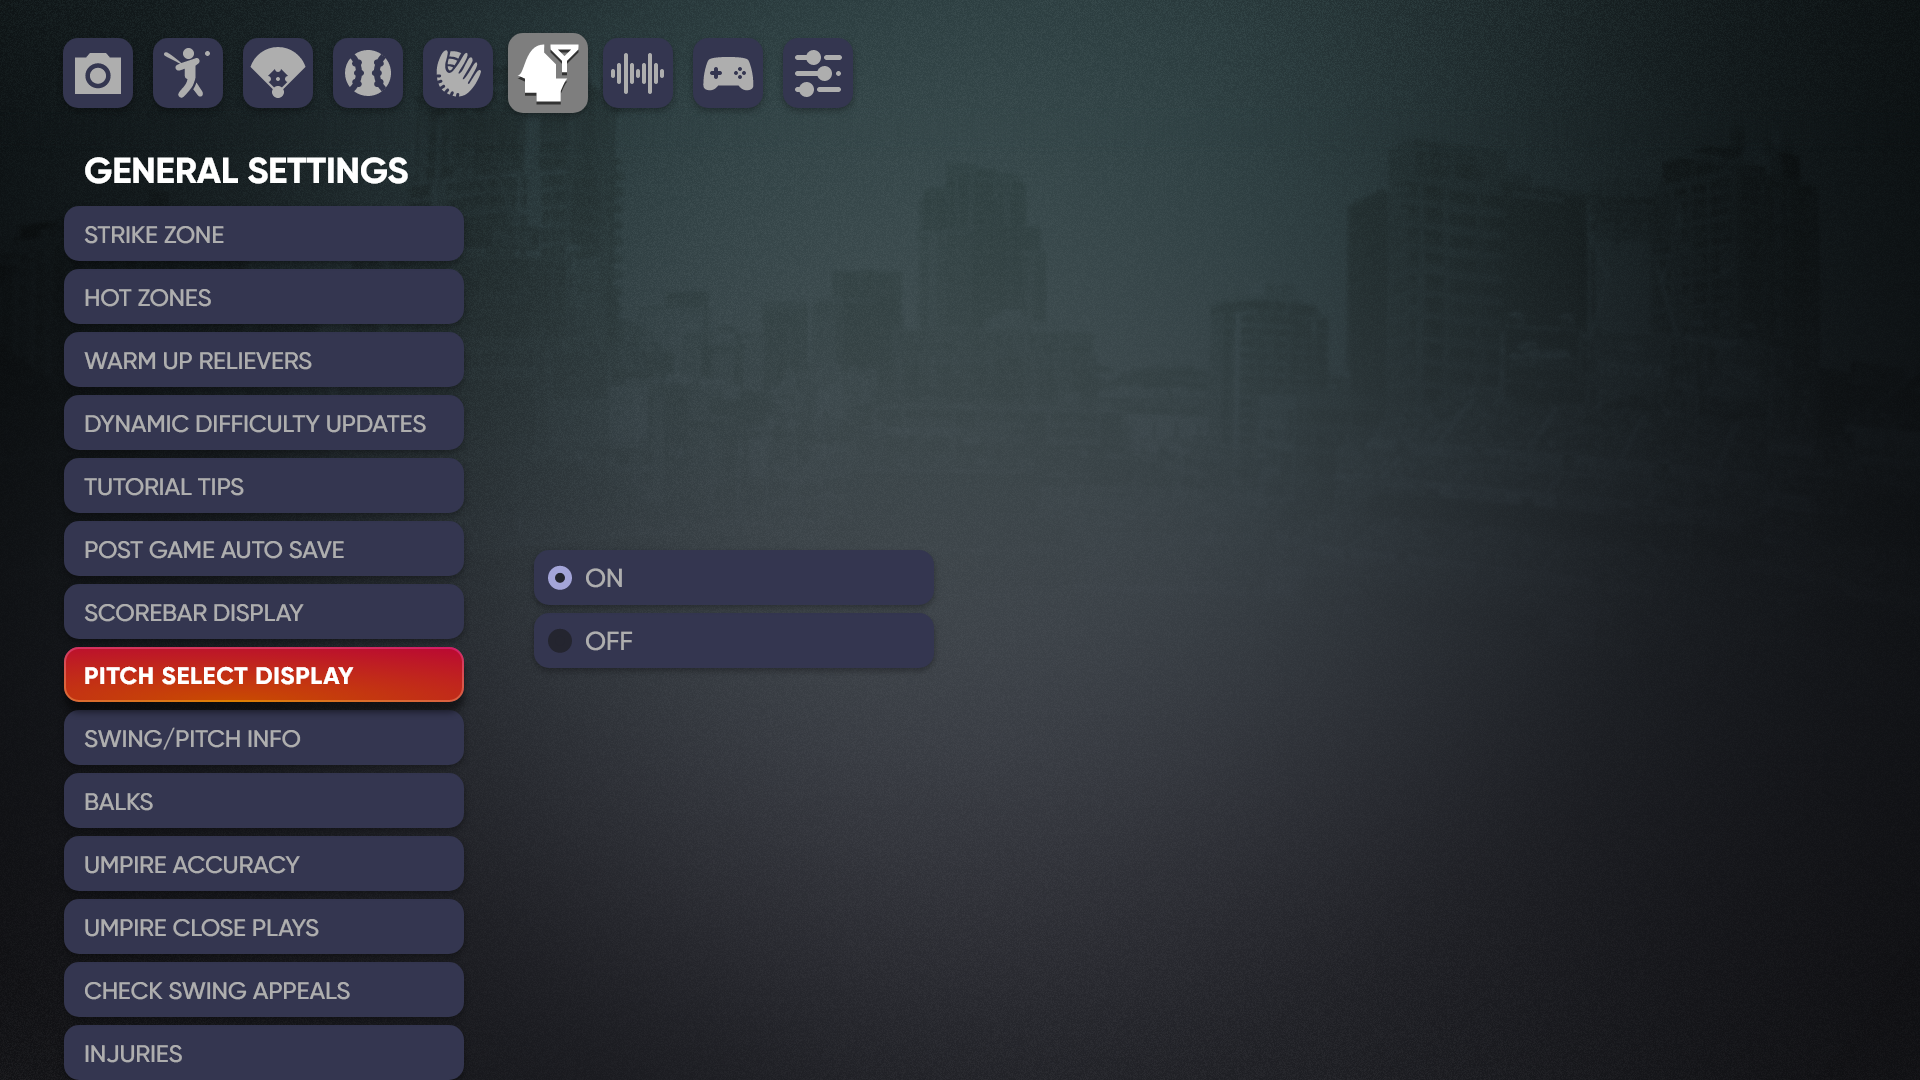 GENERAL SETTINGS
STRIKE ZONE
HOT ZONES
WARM UP RELIEVERS
DYNAMIC DIFFICULTY UPDATES
TUTORIAL TIPS
POST GAME AUTO SAVE
SCOREBAR DISPLAY
PITCH SELECT DISPLAY
SWING/PITCH INFO
BALKS
UMPIRE ACCURACY
UMPIRE CLOSE PLAYS
CHECK SWING APPEALS
INJURIES
ON
OFF